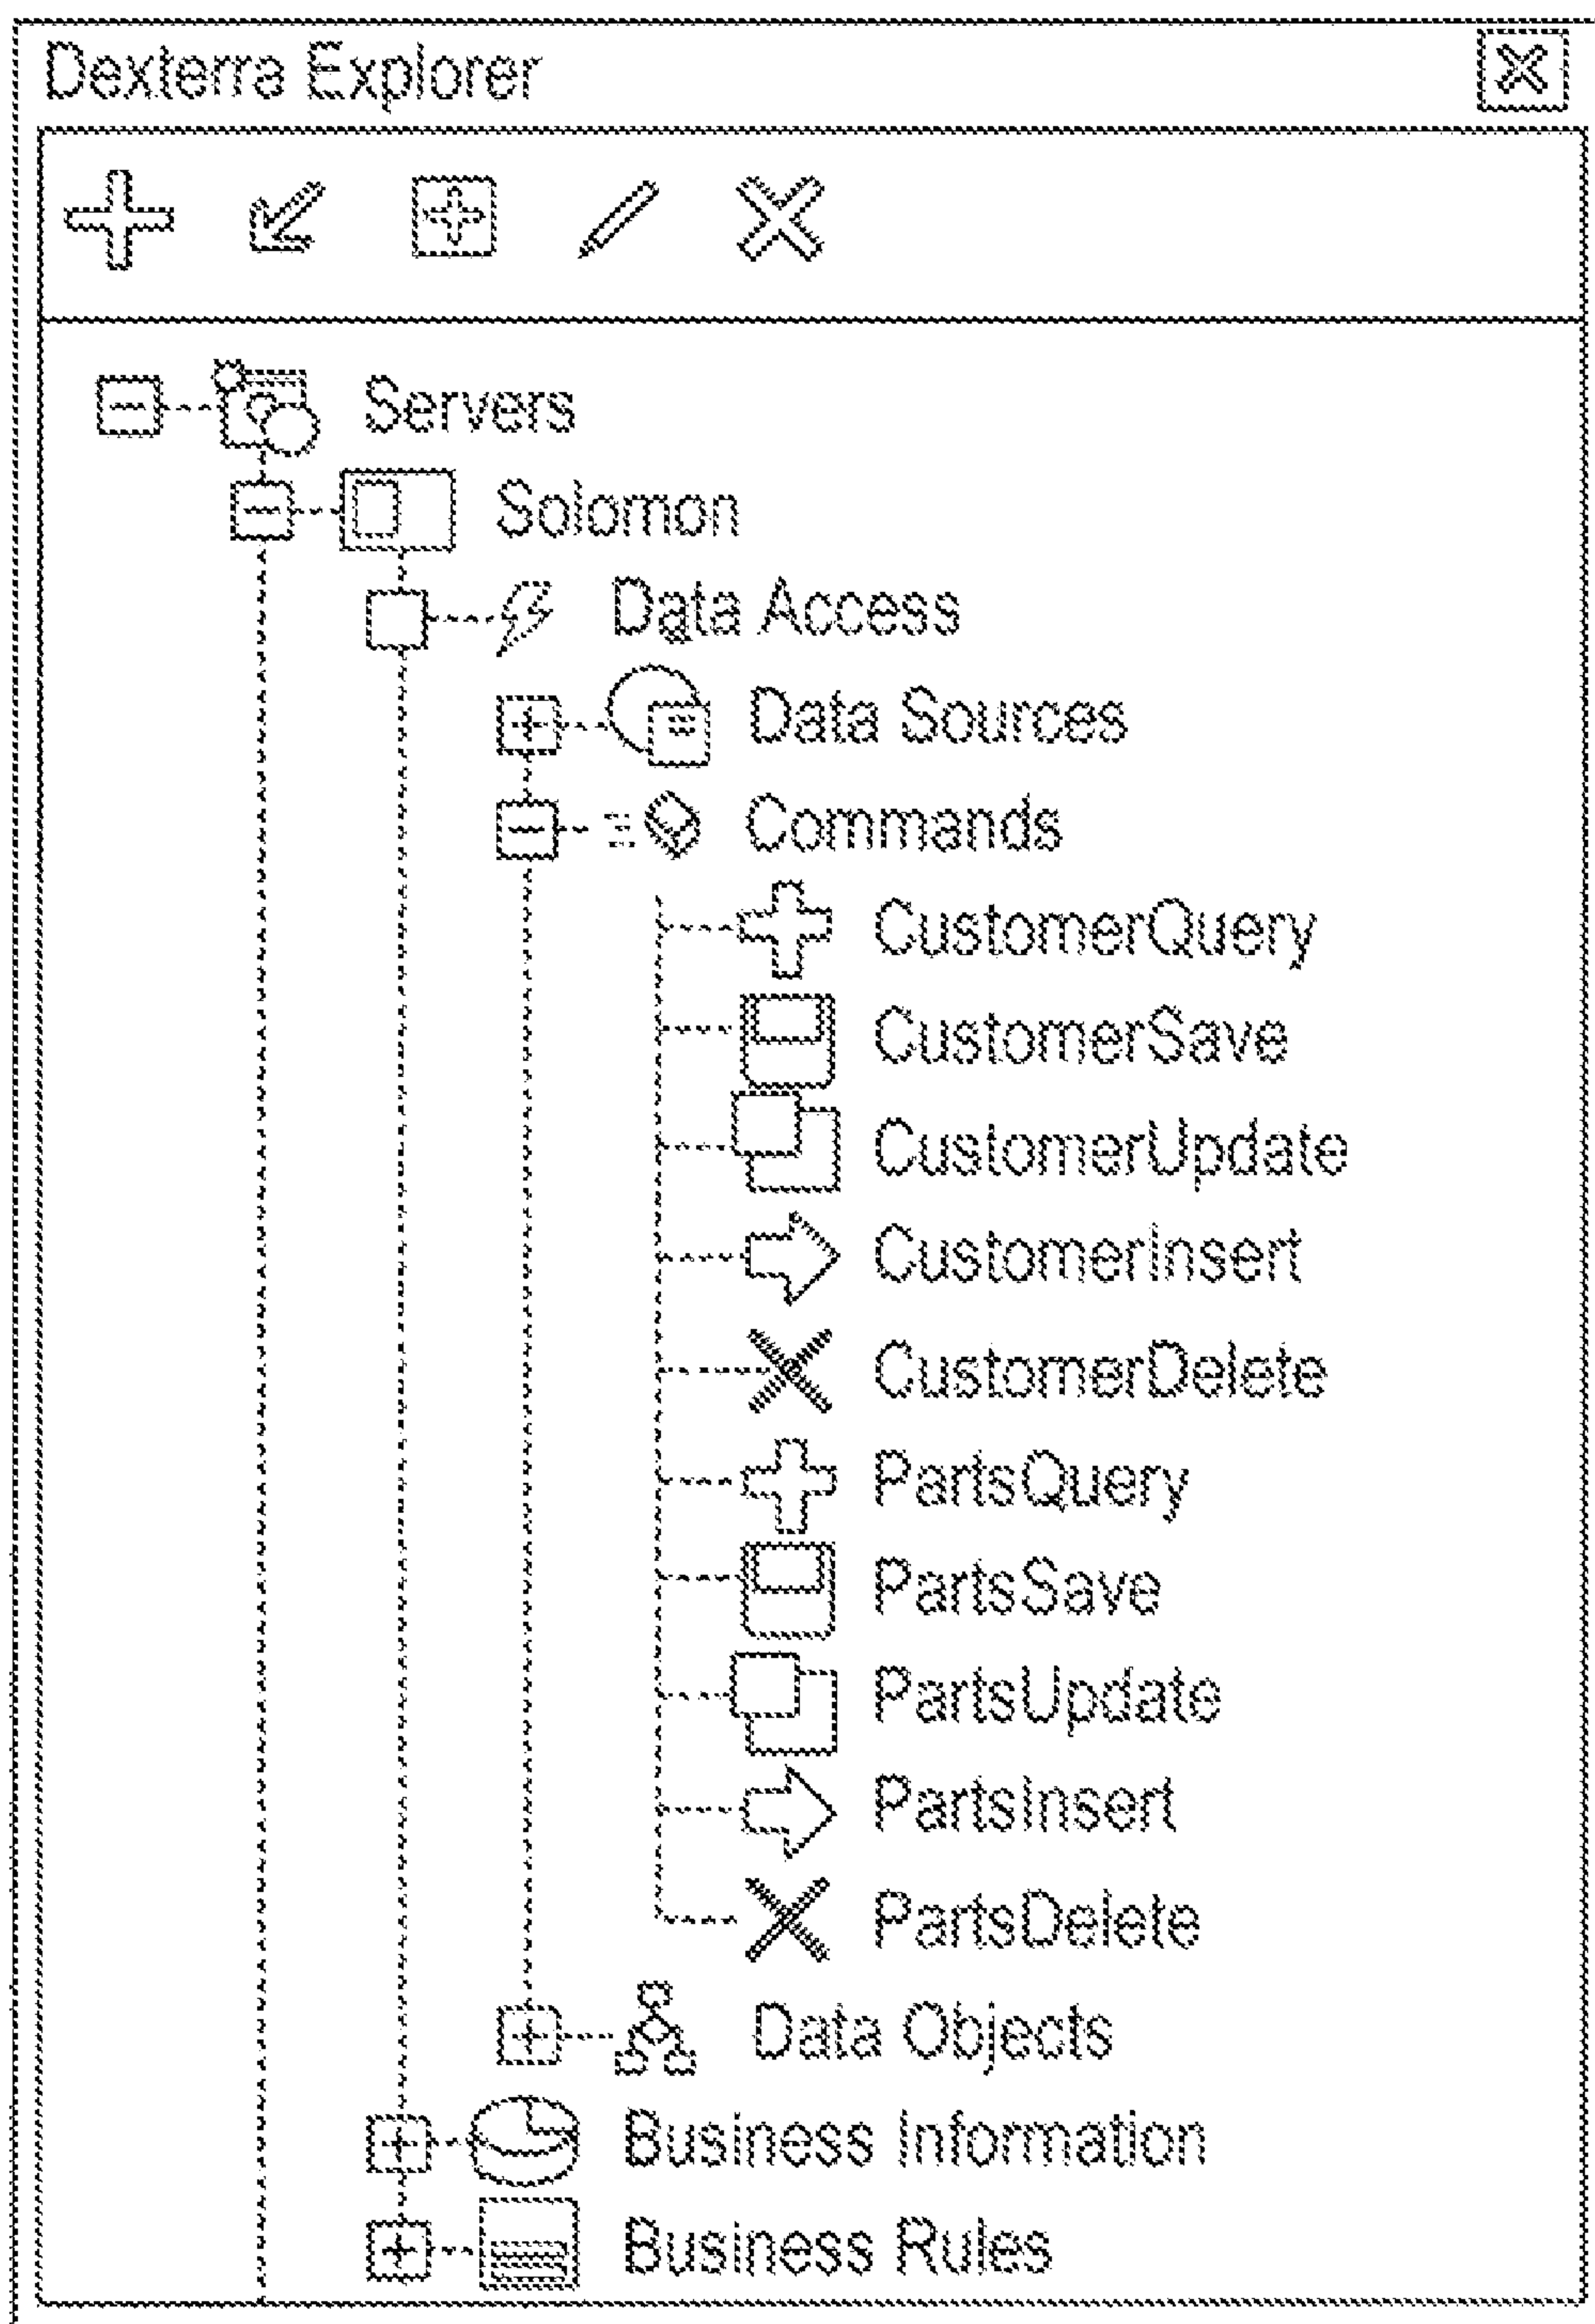 Dexterra Explorer
Servers
Solomon
Data Access
Data Sources
Commands
CustomerQuery
CustomerSave
CustomerUpdate
CustomerInsert
CustomerDelete
PartsQuery
PartsSave
PartsUpdate
PartsInsert
PartsDelete
Data Objects
Business Information
Business Rules